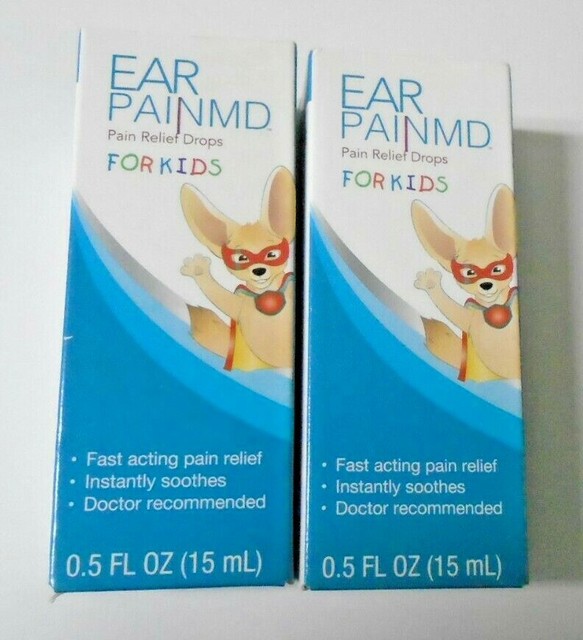 EAR
PAINMD™
Pain Relief Drops
FOR KIDS
• Fast acting pain relief
• Instantly soothes
• Doctor recommended
0.5 FL OZ (15 mL)
EAR
PAINMD™
Pain Relief Drops
FOR KIDS
• Fast acting pain relief
• Instantly soothes
• Doctor recommended
0.5 FL OZ (15 mL)